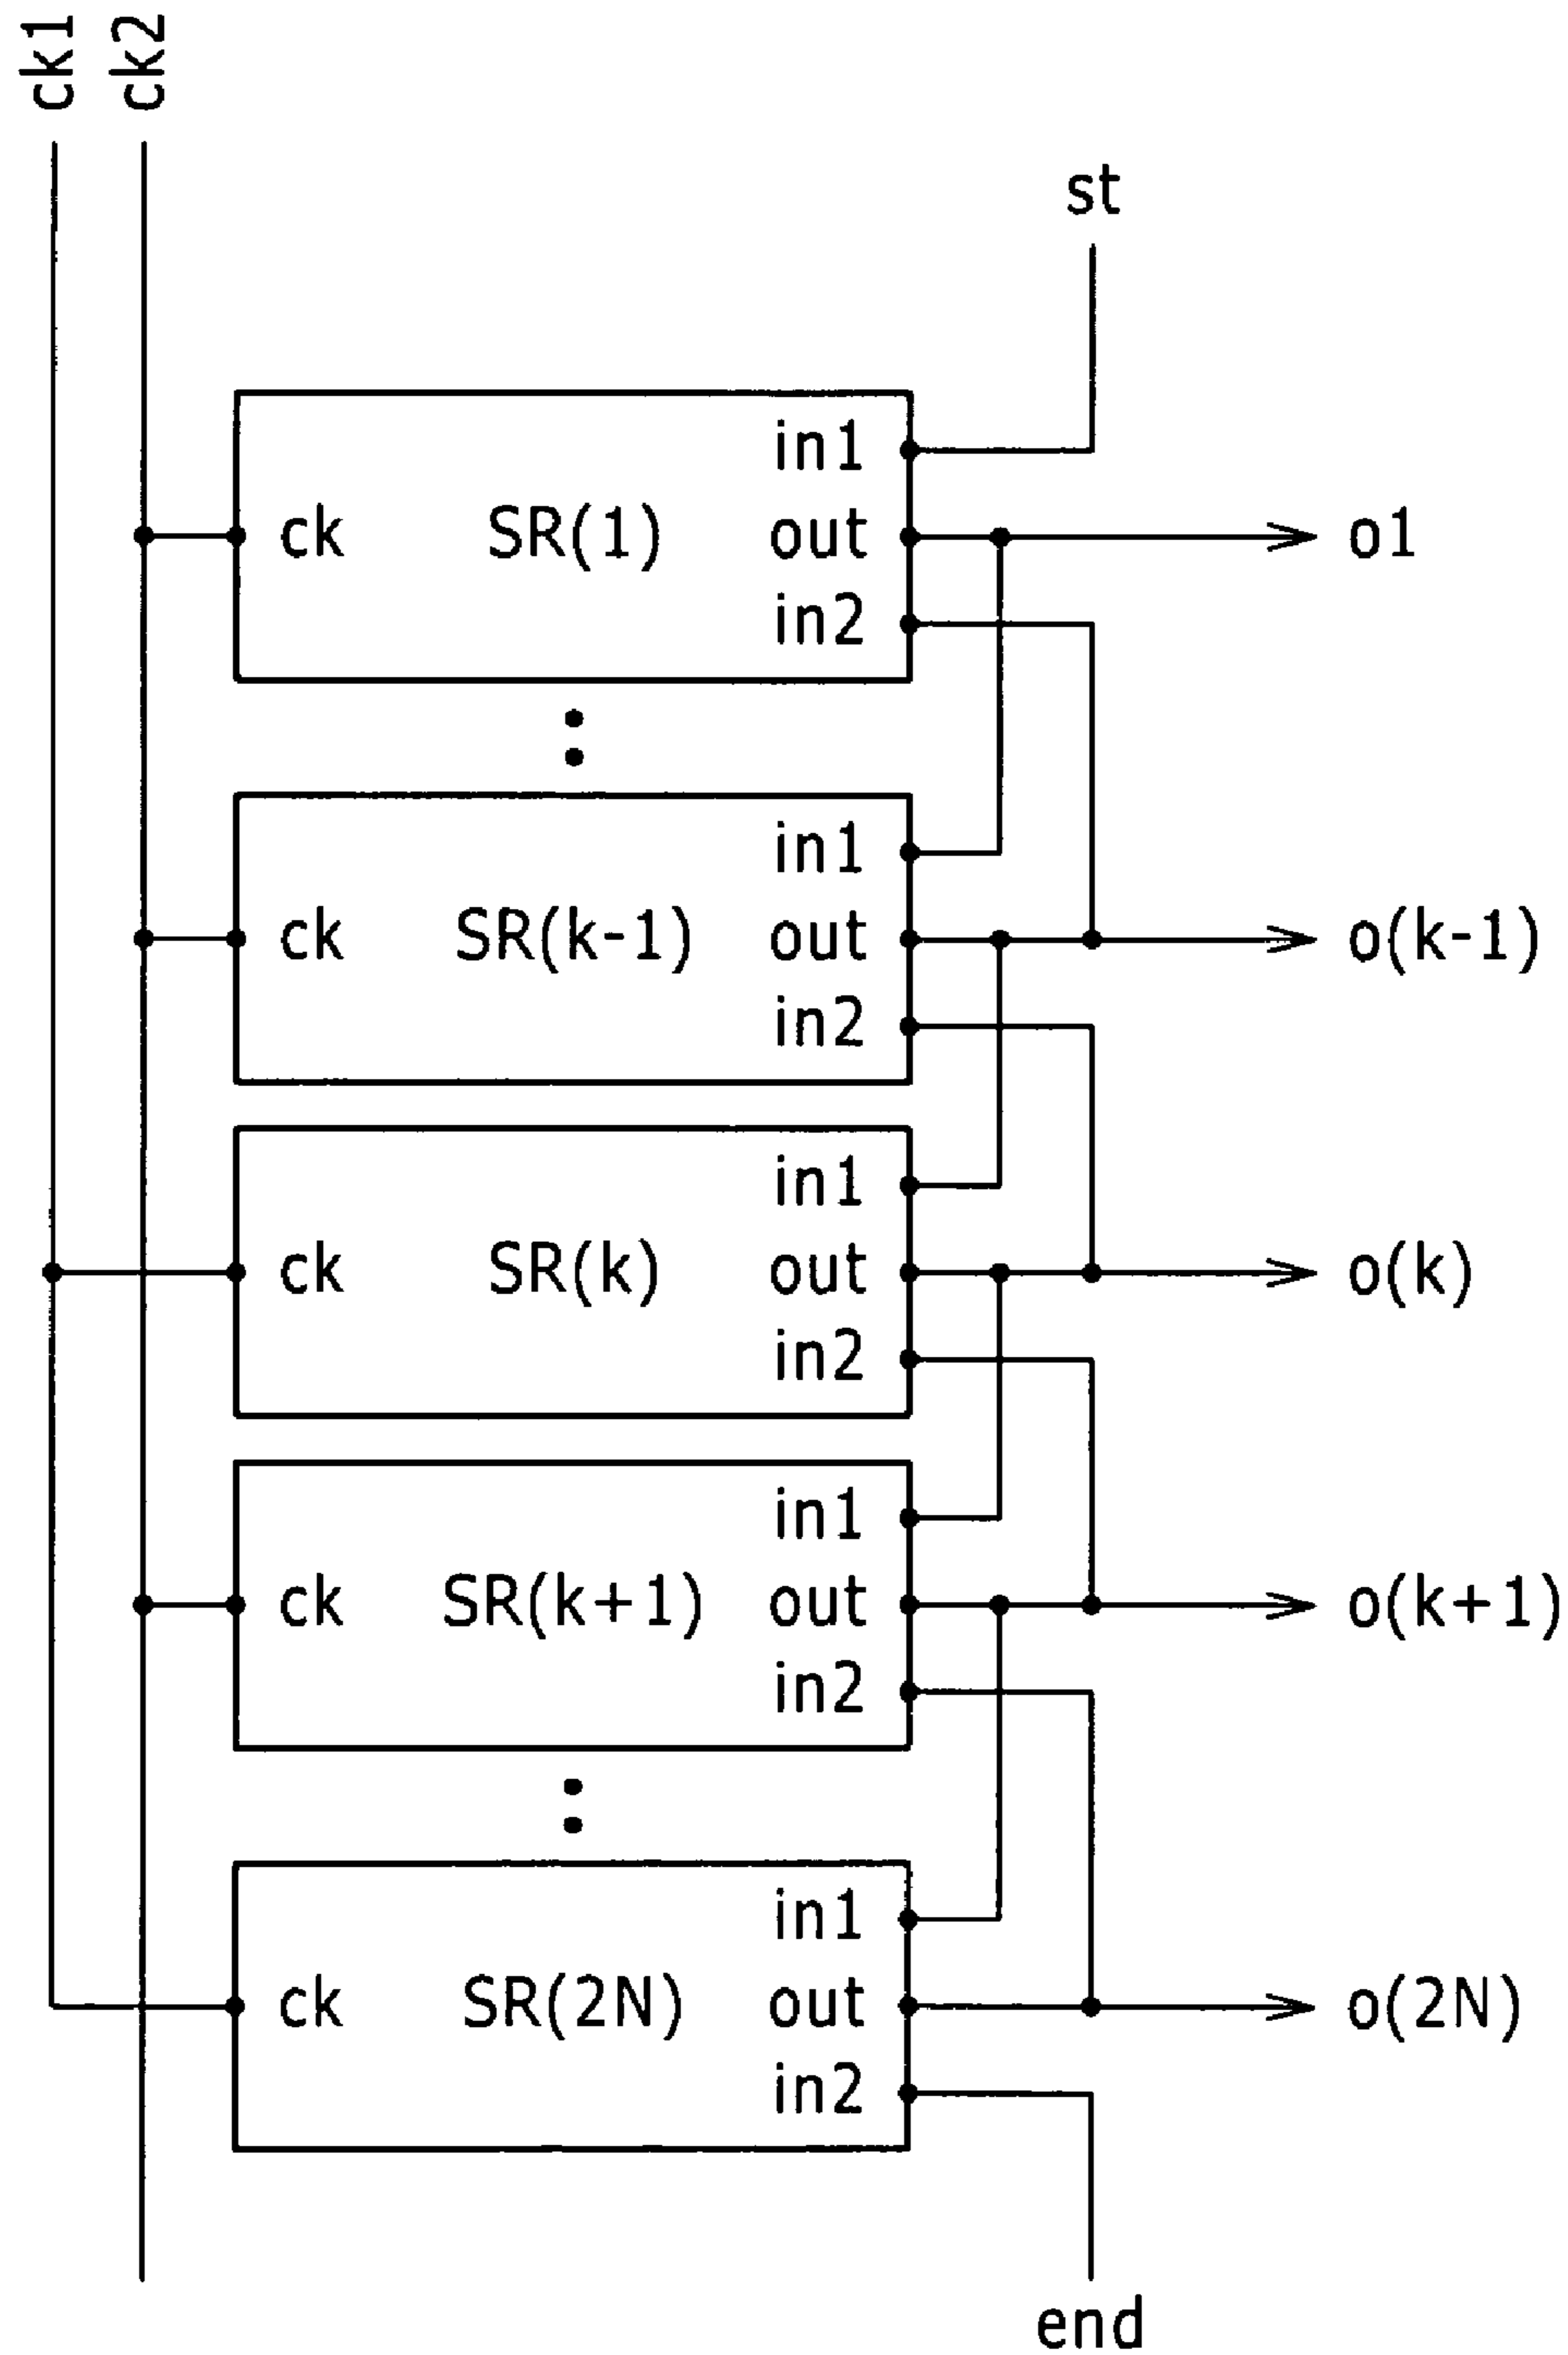 ck1
ck2
st
in1
ck SR(1) out o1
in2
in1
ck SR(k-1) out o(k-1)
in2
in1
ck SR(k) out o(k)
in2
in1
ck SR(k+1) out o(k+1)
in2
in1
ck SR(2N) out o(2N)
in2
end